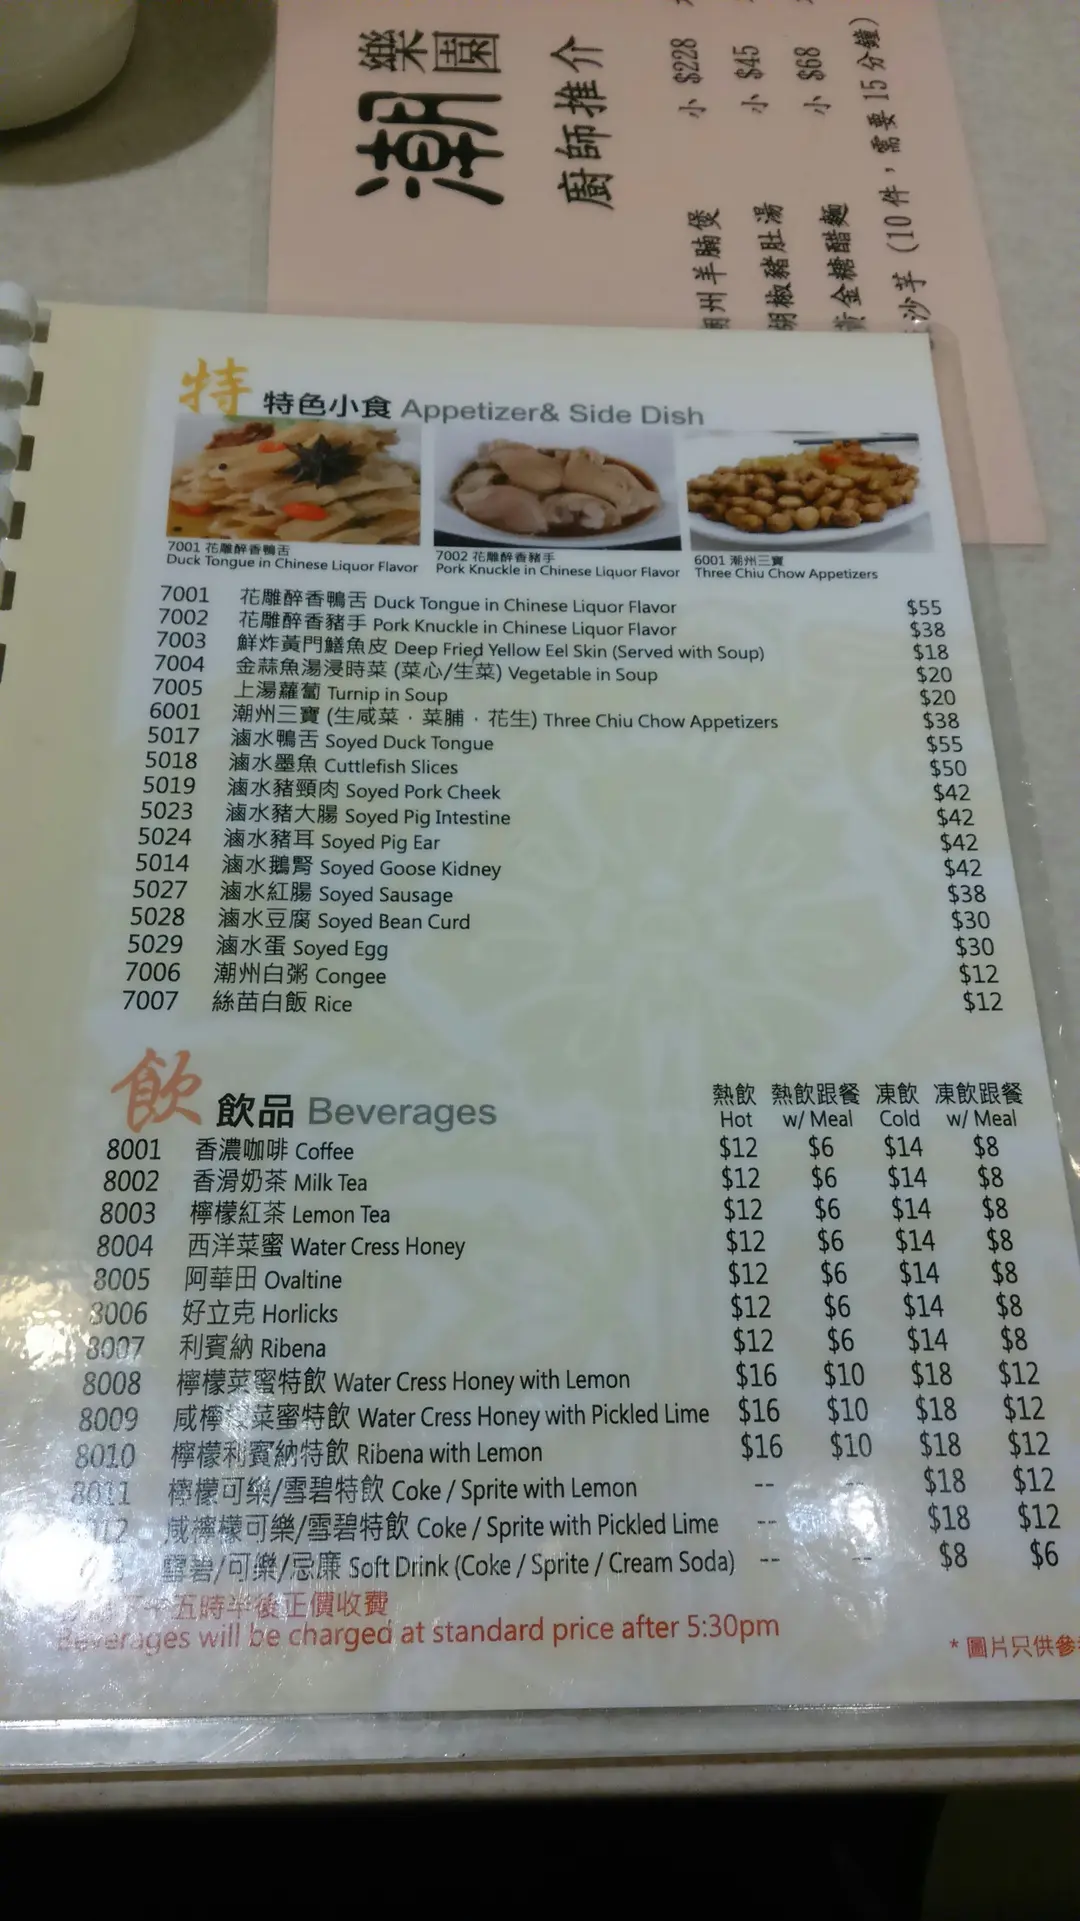 潮樂園
廚師推介
小 $228
小 $45
小 $68
州羊腩煲
胡椒豬肚湯
黃金糖醋麵
沙芋 (10 件，需要 15 分鐘)
特 特色小食 Appetizer& Side Dish
7001 花雕醉香鴨舌
Duck Tongue in Chinese Liquor Flavor
7002 花雕醉香豬手
Pork Knuckle in Chinese Liquor Flavor
6001 潮州三寶
Three Chiu Chow Appetizers
7001 花雕醉香鴨舌 Duck Tongue in Chinese Liquor Flavor $55
7002 花雕醉香豬手 Pork Knuckle in Chinese Liquor Flavor $38
7003 鮮炸黃門鱔魚皮 Deep Fried Yellow Eel Skin (Served with Soup) $18
7004 金蒜魚湯浸時菜 (菜心/生菜) Vegetable in Soup $20
7005 上湯蘿蔔 Turnip in Soup $20
6001 潮州三寶 (生咸菜．菜脯．花生) Three Chiu Chow Appetizers $38
5017 滷水鴨舌 Soyed Duck Tongue $55
5018 滷水墨魚 Cuttlefish Slices $50
5019 滷水豬頸肉 Soyed Pork Cheek $42
5023 滷水豬大腸 Soyed Pig Intestine $42
5024 滷水豬耳 Soyed Pig Ear $42
5014 滷水鵝腎 Soyed Goose Kidney $42
5027 滷水紅腸 Soyed Sausage $38
5028 滷水豆腐 Soyed Bean Curd $30
5029 滷水蛋 Soyed Egg $30
7006 潮州白粥 Congee $12
7007 絲苗白飯 Rice $12
飲 飲品 Beverages
熱飲 熱飲跟餐 凍飲 凍飲跟餐
Hot w/ Meal Cold w/ Meal
8001 香濃咖啡 Coffee $12 $6 $14 $8
8002 香滑奶茶 Milk Tea $12 $6 $14 $8
8003 檸檬紅茶 Lemon Tea $12 $6 $14 $8
8004 西洋菜蜜 Water Cress Honey $12 $6 $14 $8
8005 阿華田 Ovaltine $12 $6 $14 $8
8006 好立克 Horlicks $12 $6 $14 $8
8007 利賓納 Ribena $12 $6 $14 $8
8008 檸檬菜蜜特飲 Water Cress Honey with Lemon $16 $10 $18 $12
8009 咸檸 菜蜜特飲 Water Cress Honey with Pickled Lime $16 $10 $18 $12
8010 檸檬利賓納特飲 Ribena with Lemon $16 $10 $18 $12
8011 檸檬可樂/雪碧特飲 Coke / Sprite with Lemon -- -- $18 $12
12 咸檸檬可樂/雪碧特飲 Coke / Sprite with Pickled Lime -- $18 $12
3 雪碧/可樂/忌廉 Soft Drink (Coke / Sprite / Cream Soda) -- -- $8 $6
五時半後正價收費
Beverages will be charged at standard price after 5:30pm
* 圖片只供參